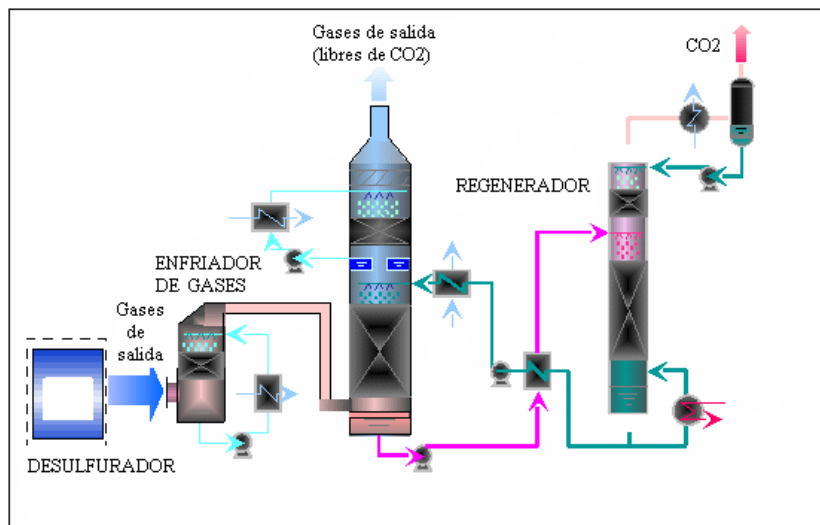 Gases de salida
(libres de CO2)
CO2
REGENERADOR
ENFRIADOR
DE GASES
Gases
de
salida
DESULFURADOR